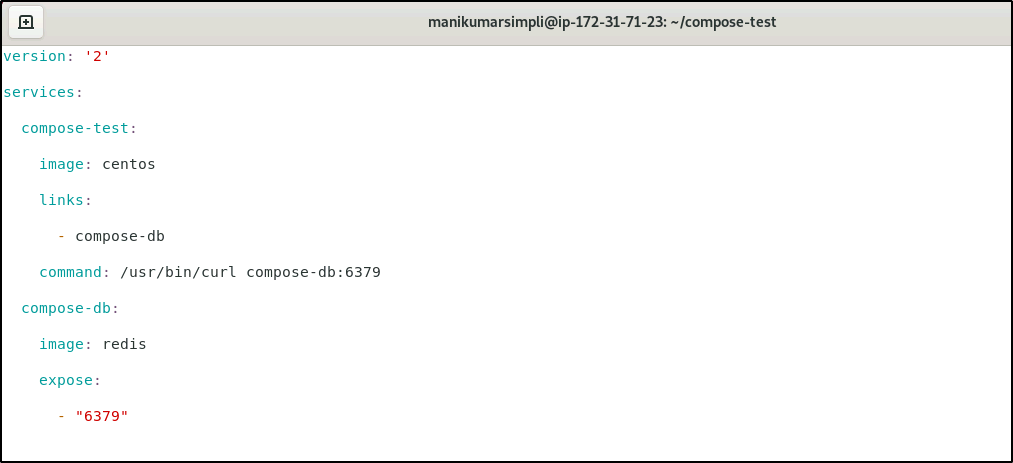 manikumarsimpli@ip-172-31-71-23: ~/compose-test
version: '2'
services:
  compose-test:
    image: centos
    links:
      - compose-db
    command: /usr/bin/curl compose-db:6379
  compose-db:
    image: redis
    expose:
      - "6379"